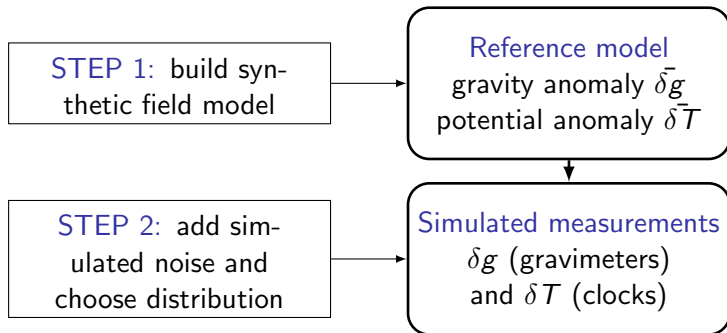 STEP 1: build syn-
thetic field model
Reference model
gravity anomaly δ̄g
potential anomaly δ̄T
STEP 2: add sim-
ulated noise and
choose distribution
Simulated measurements
δg (gravimeters)
and δT (clocks)